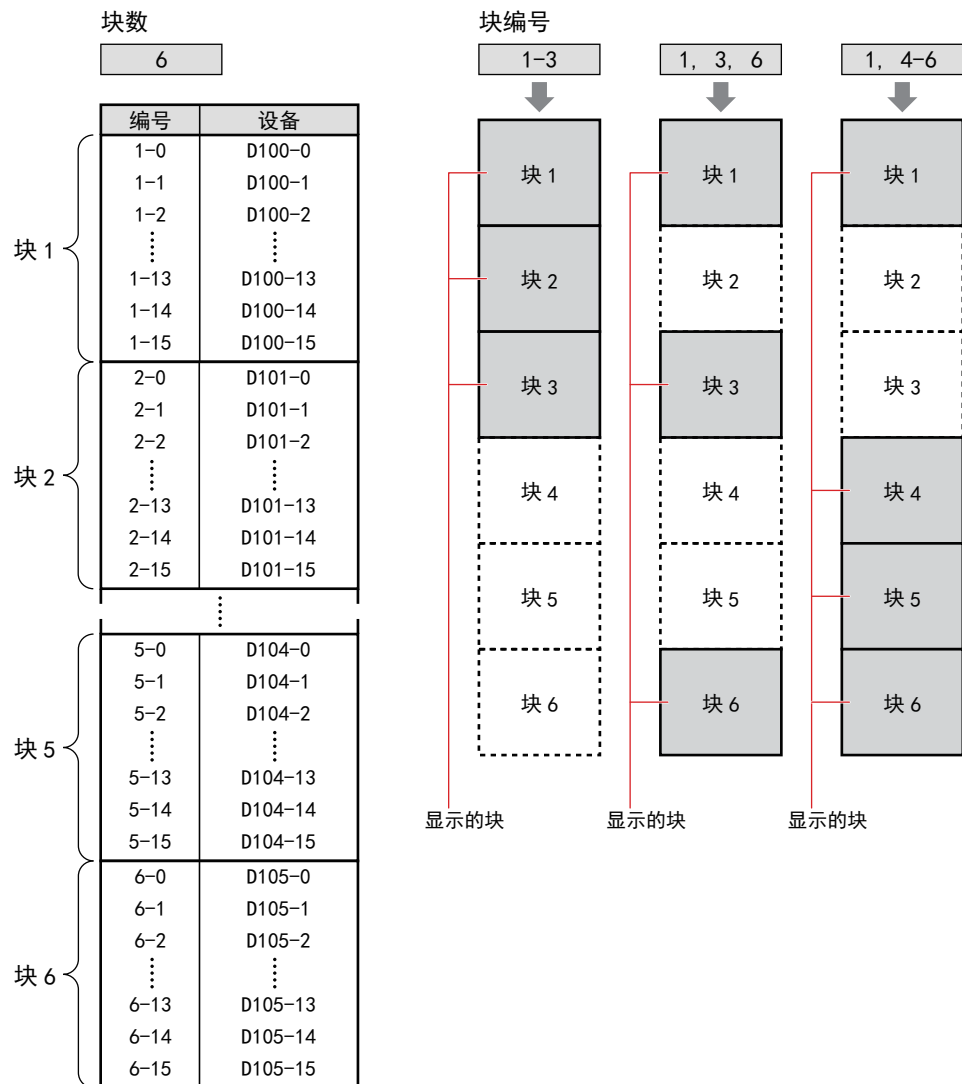 块数
6
编号 设备
块 1
1-0 D100-0
1-1 D100-1
1-2 D100-2
1-13 D100-13
1-14 D100-14
1-15 D100-15
块 2
2-0 D101-0
2-1 D101-1
2-2 D101-2
2-13 D101-13
2-14 D101-14
2-15 D101-15
块 5
5-0 D104-0
5-1 D104-1
5-2 D104-2
5-13 D104-13
5-14 D104-14
5-15 D104-15
块 6
6-0 D105-0
6-1 D105-1
6-2 D105-2
6-13 D105-13
6-14 D105-14
6-15 D105-15
块编号
1-3
块 1
块 2
块 3
块 4
块 5
块 6
显示的块
1, 3, 6
块 1
块 2
块 3
块 4
块 5
块 6
显示的块
1, 4-6
块 1
块 2
块 3
块 4
块 5
块 6
显示的块